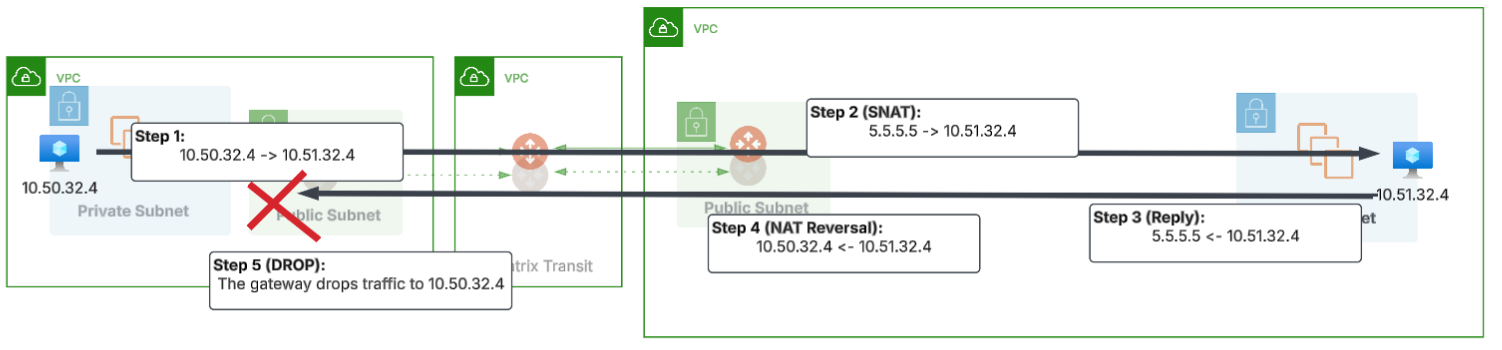 VPC
VPC
VPC
Step 1:
10.50.32.4 -> 10.51.32.4
Step 2 (SNAT):
5.5.5.5 -> 10.51.32.4
10.50.32.4
10.51.32.4
Private Subnet
Public Subnet
Public Subnet
Step 3 (Reply):
5.5.5.5 <- 10.51.32.4
Step 4 (NAT Reversal):
10.50.32.4 <- 10.51.32.4
Step 5 (DROP):
The gateway drops traffic to 10.50.32.4
Transit